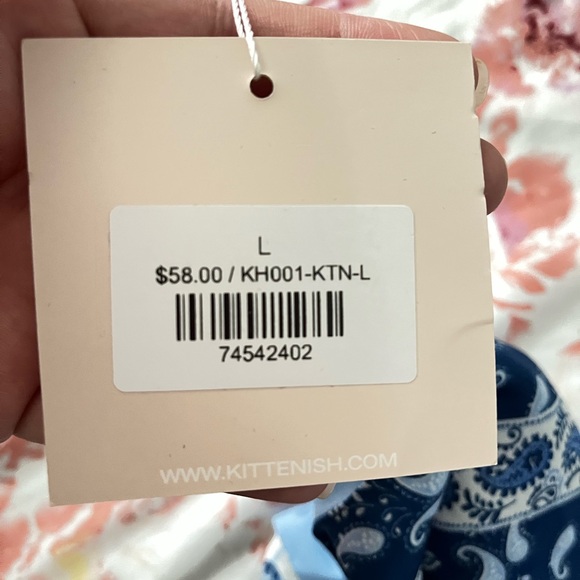 L
$58.00 / KH001-KTN-L
74542402
WWW.KITTENISH.COM